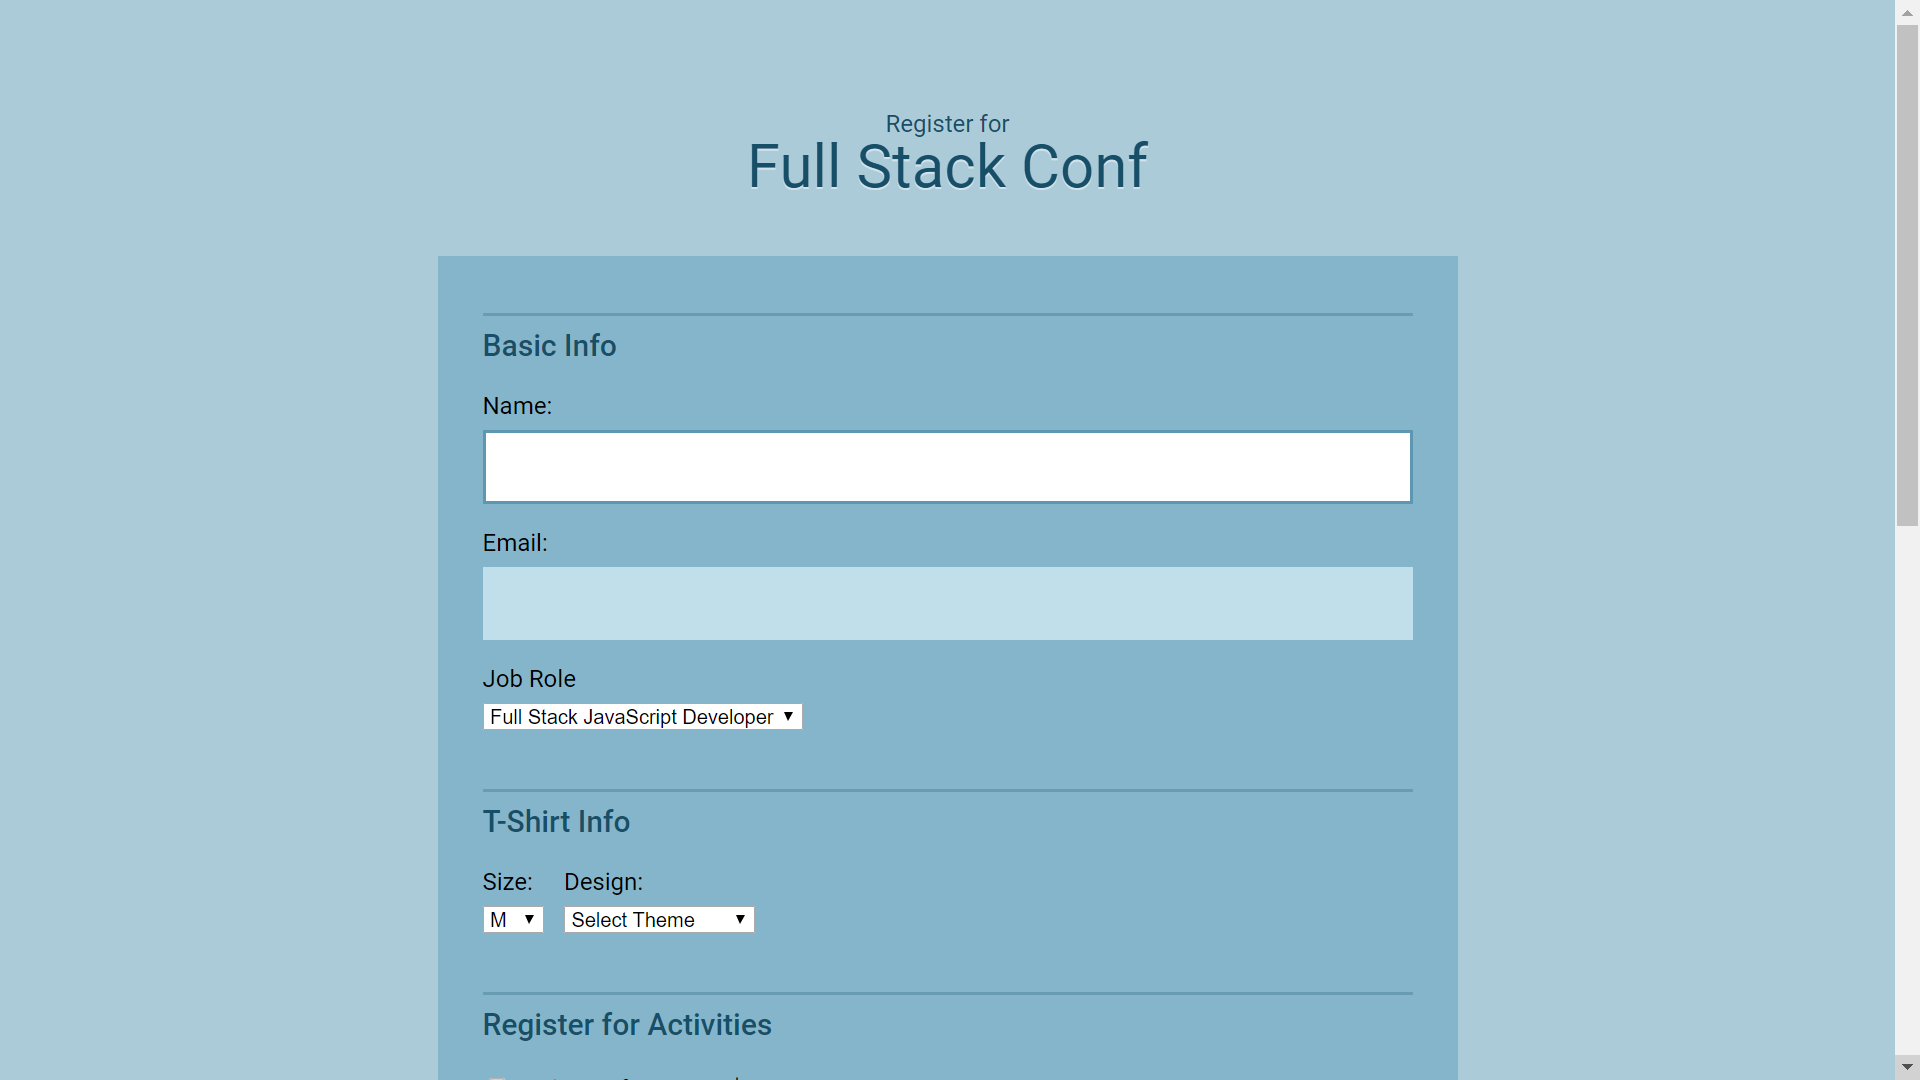 Register for
Full Stack Conf
Basic Info
Name:
Email:
Job Role
Full Stack JavaScript Developer
T-Shirt Info
Size: Design:
M Select Theme
Register for Activities